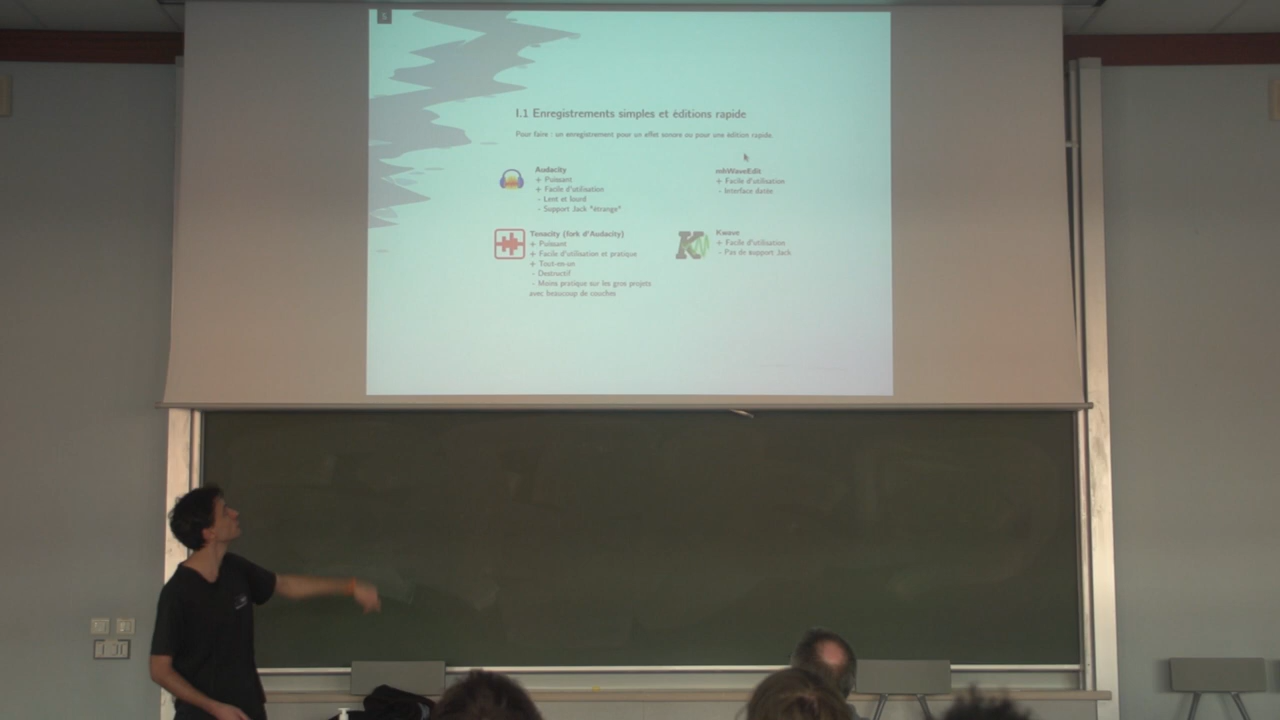 5
I.1 Enregistrements simples et éditions rapide
Pour faire : un enregistrement pour un effet sonore ou pour une édition rapide.
Audacity
+ Puissant
+ Facile d'utilisation
- Lent et lourd
- Support Jack "étrange"
mhWaveEdit
+ Facile d'utilisation
- Interface datée
Tenacity (fork d'Audacity)
+ Puissant
+ Facile d'utilisation et pratique
+ Tout-en-un
- Destructif
- Moins pratique sur les gros projets
avec beaucoup de couches
Kwave
+ Facile d'utilisation
- Pas de support Jack